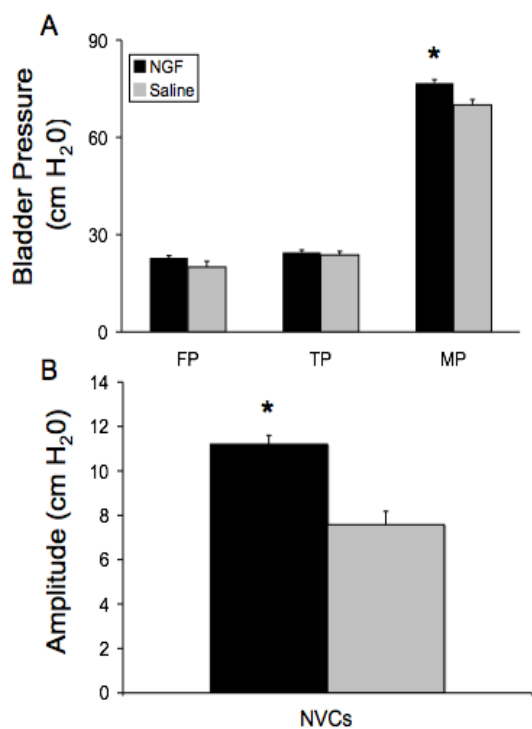 A
Bladder Pressure
(cm H₂0)
90
60
30
0
NGF
Saline
*
FP
TP
MP
B
Amplitude (cm H₂0)
14
12
10
8
6
4
2
0
*
NVCs